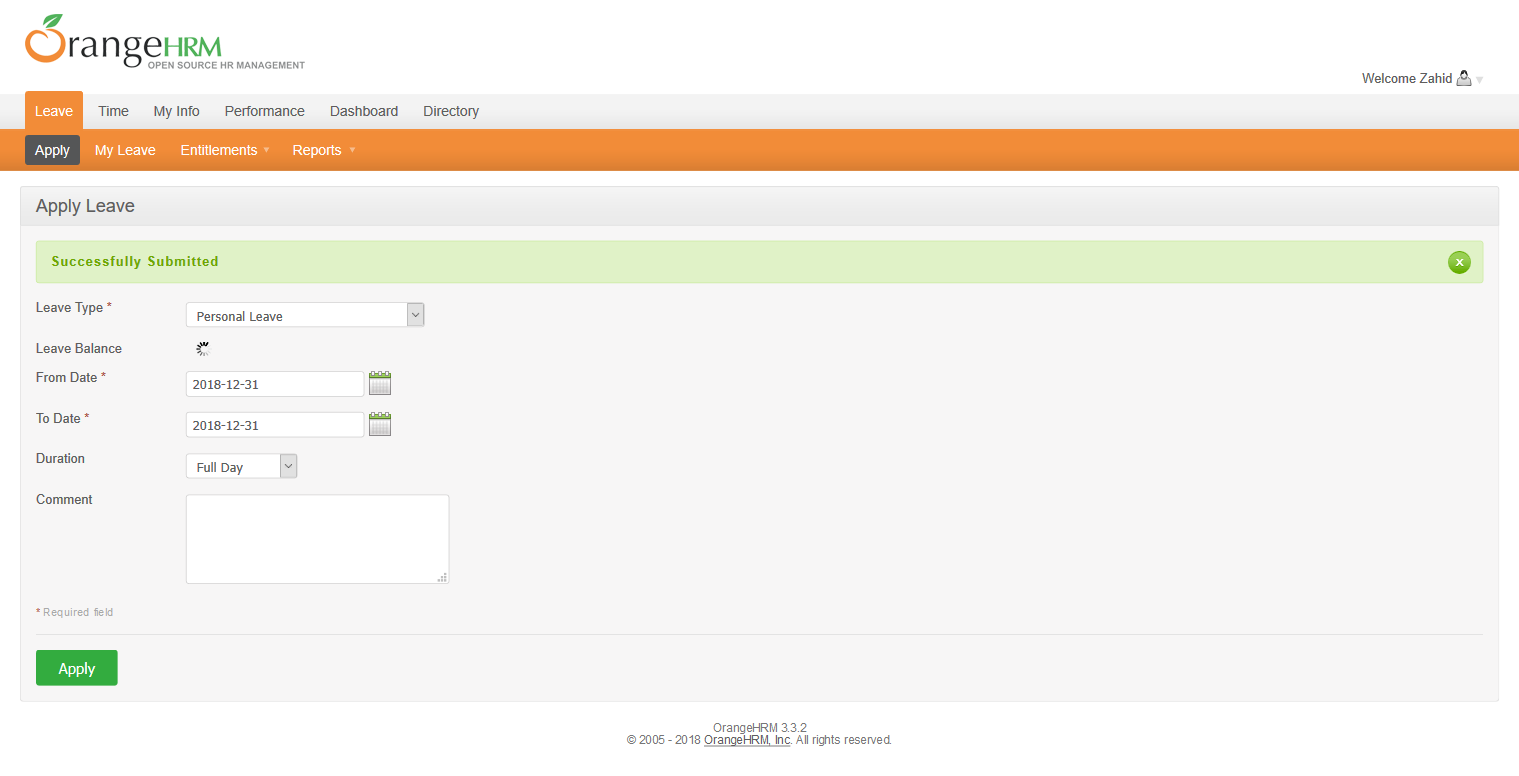 OrangeHRM
OPEN SOURCE HR MANAGEMENT
Welcome Zahid
Leave Time My Info Performance Dashboard Directory
Apply My Leave Entitlements Reports
Apply Leave
Successfully Submitted x
Leave Type * Personal Leave
Leave Balance
From Date * 2018-12-31
To Date * 2018-12-31
Duration Full Day
Comment
* Required field
Apply
OrangeHRM 3.3.2
© 2005 - 2018 OrangeHRM, Inc. All rights reserved.